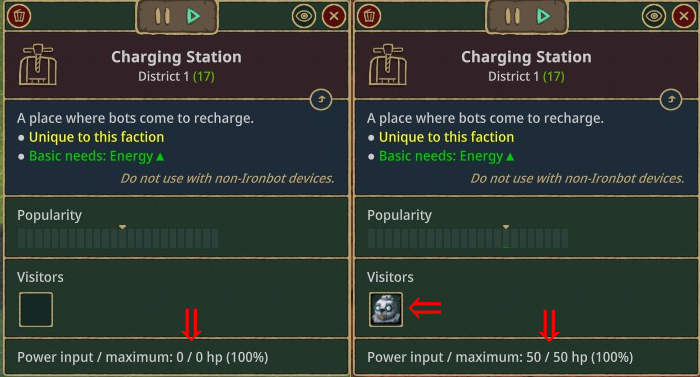 Charging Station
District 1 (17)
A place where bots come to recharge.
● Unique to this faction
● Basic needs: Energy▲
Do not use with non-Ironbot devices.
Popularity
Visitors
Power input / maximum: 0 / 0 hp (100%)
Charging Station
District 1 (17)
A place where bots come to recharge.
● Unique to this faction
● Basic needs: Energy▲
Do not use with non-Ironbot devices.
Popularity
Visitors
Power input / maximum: 50 / 50 hp (100%)